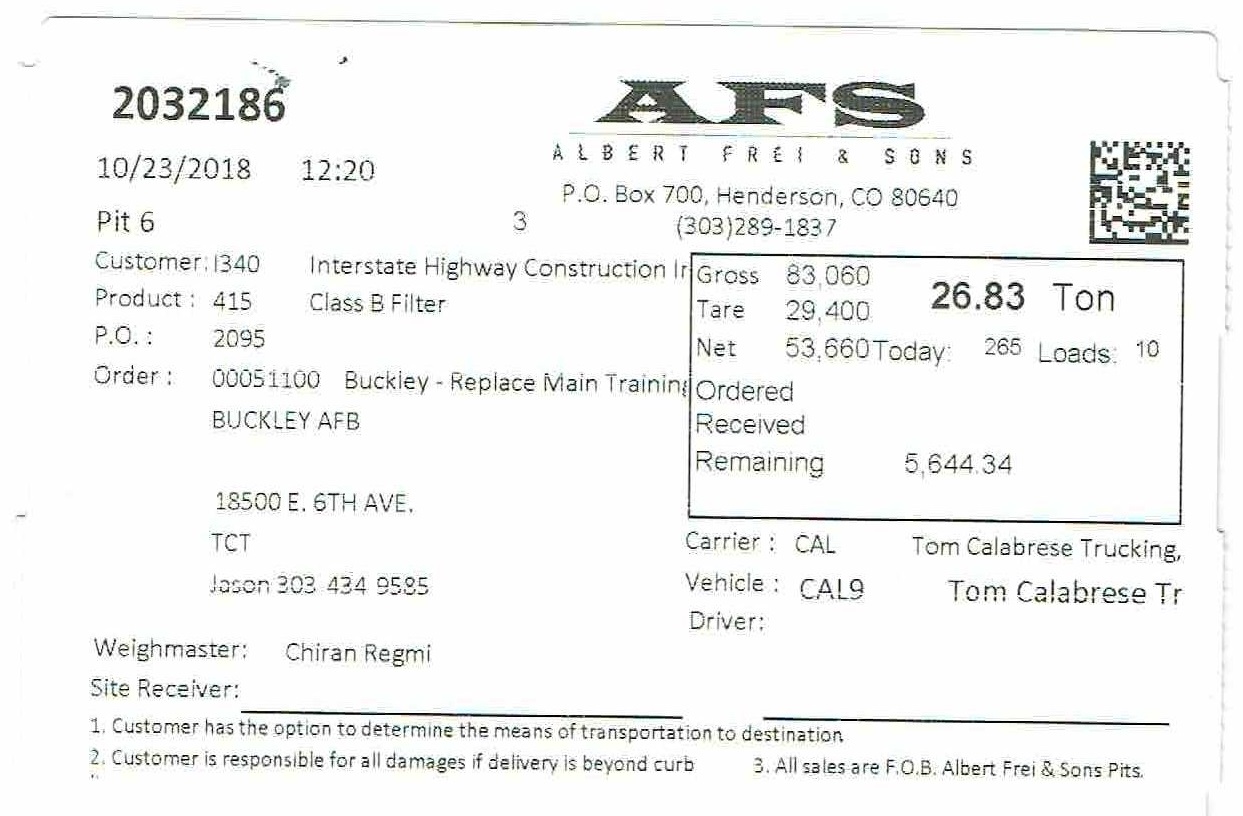 2032186
AFS
ALBERT FREI & SONS
10/23/2018 12:20
P.O. Box 700, Henderson, CO 80640
Pit 6 3 (303)289-1837
Customer: I340 Interstate Highway Construction Ir
Product : 415 Class B Filter
P.O. : 2095
Order : 00051100 Buckley - Replace Main Training
BUCKLEY AFB
18500 E. 6TH AVE.
TCT
Jason 303 434 9585
Gross 83,060 26.83 Ton
Tare 29,400
Net 53,660 Today: 265 Loads: 10
Ordered
Received
Remaining 5,644.34
Carrier : CAL Tom Calabrese Trucking,
Vehicle : CAL9 Tom Calabrese Tr
Driver:
Weighmaster: Chiran Regmi
Site Receiver:
1. Customer has the option to determine the means of transportation to destination
2. Customer is responsible for all damages if delivery is beyond curb 3. All sales are F.O.B. Albert Frei & Sons Pits.